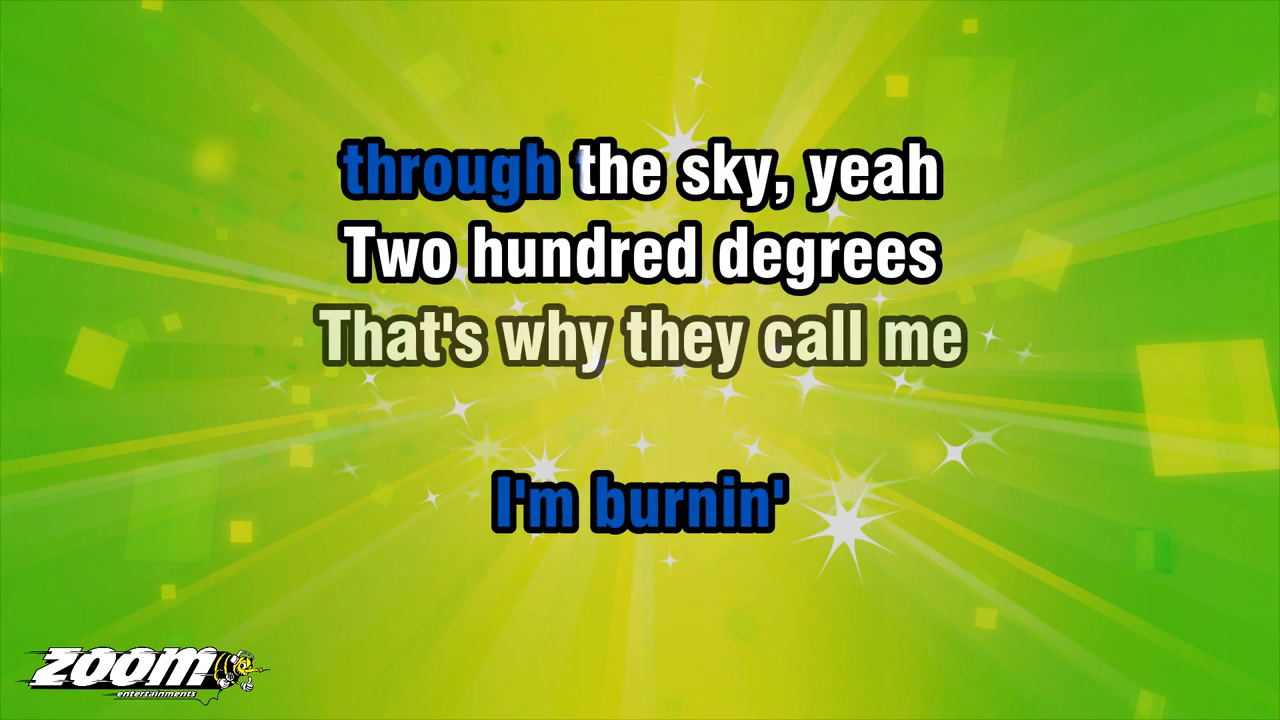 through the sky, yeah
Two hundred degrees
That's why they call me
I'm burnin'
zoom
entertainments